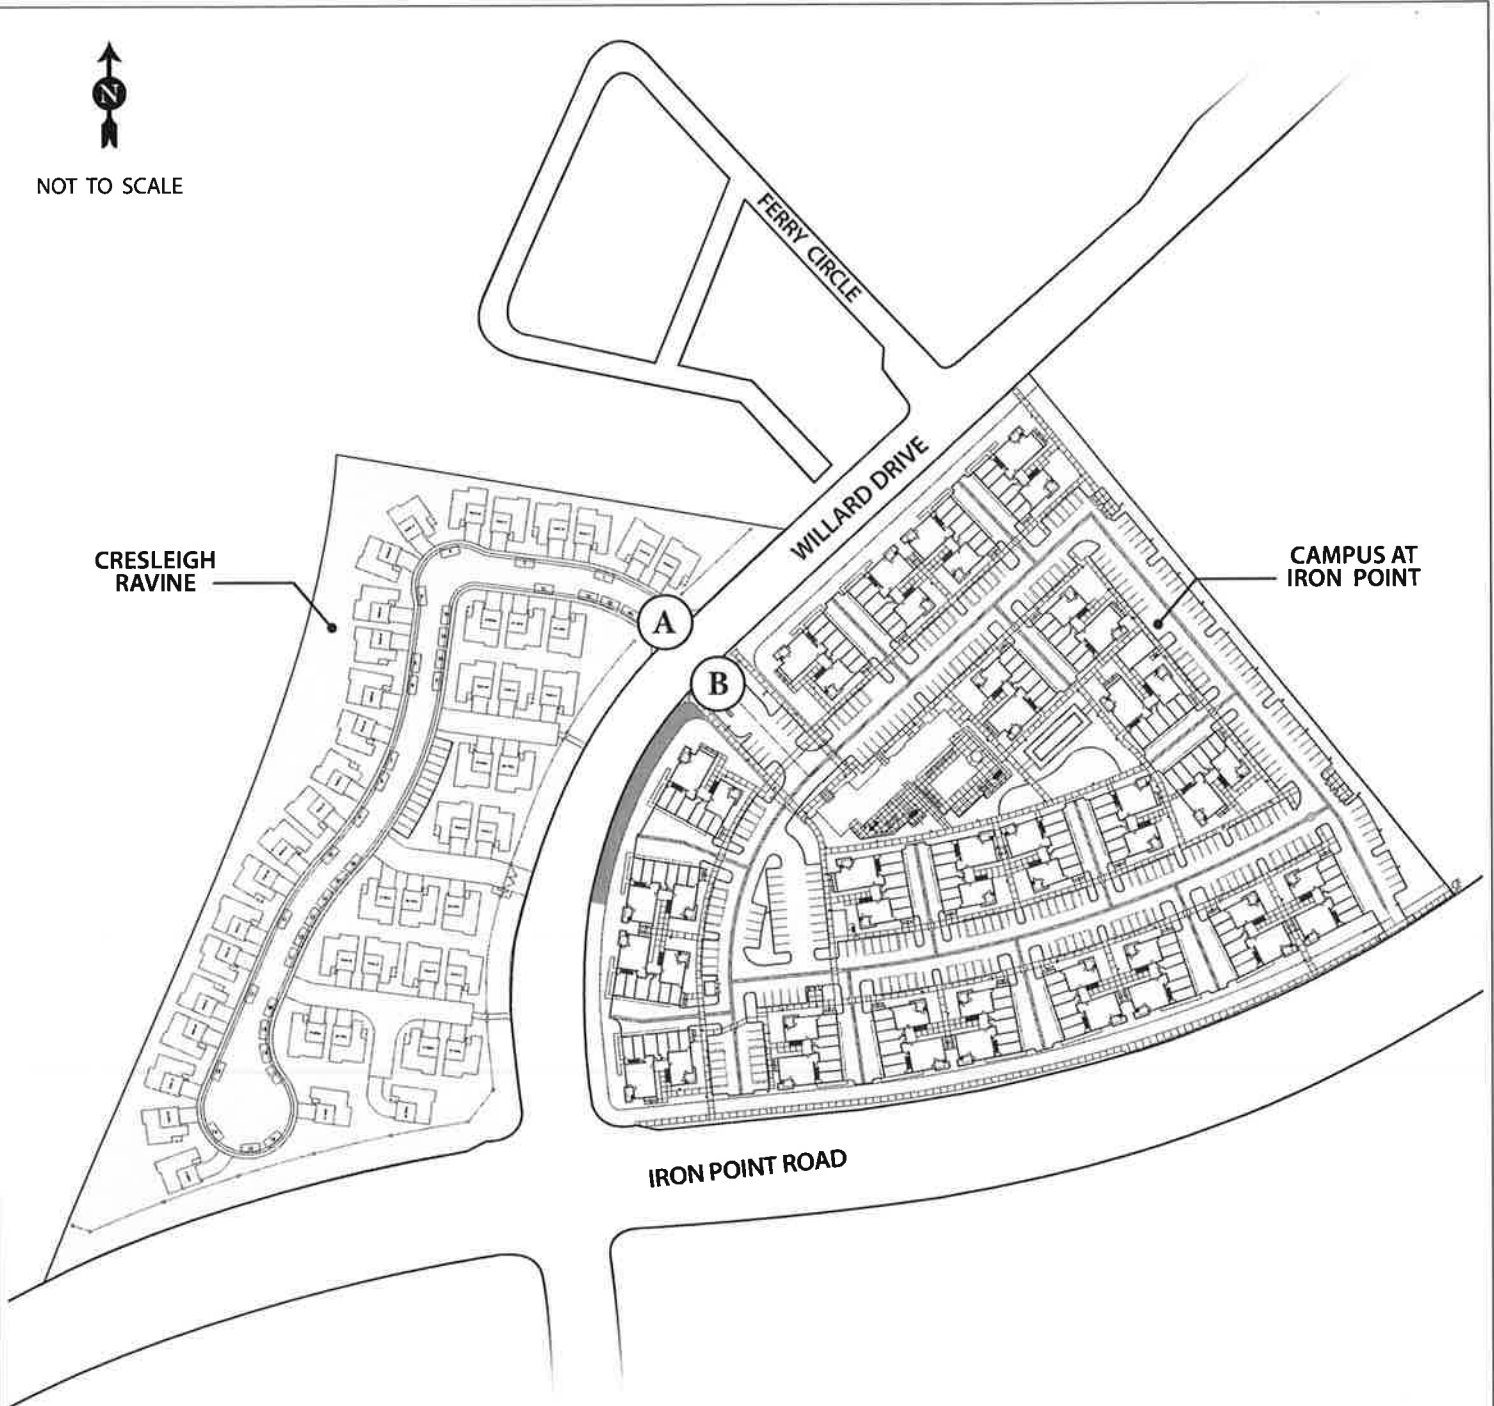 N
NOT TO SCALE
FERRY CIRCLE
WILLARD DRIVE
CRESLEIGH
RAVINE
CAMPUS AT
IRON POINT
A
B
IRON POINT ROAD